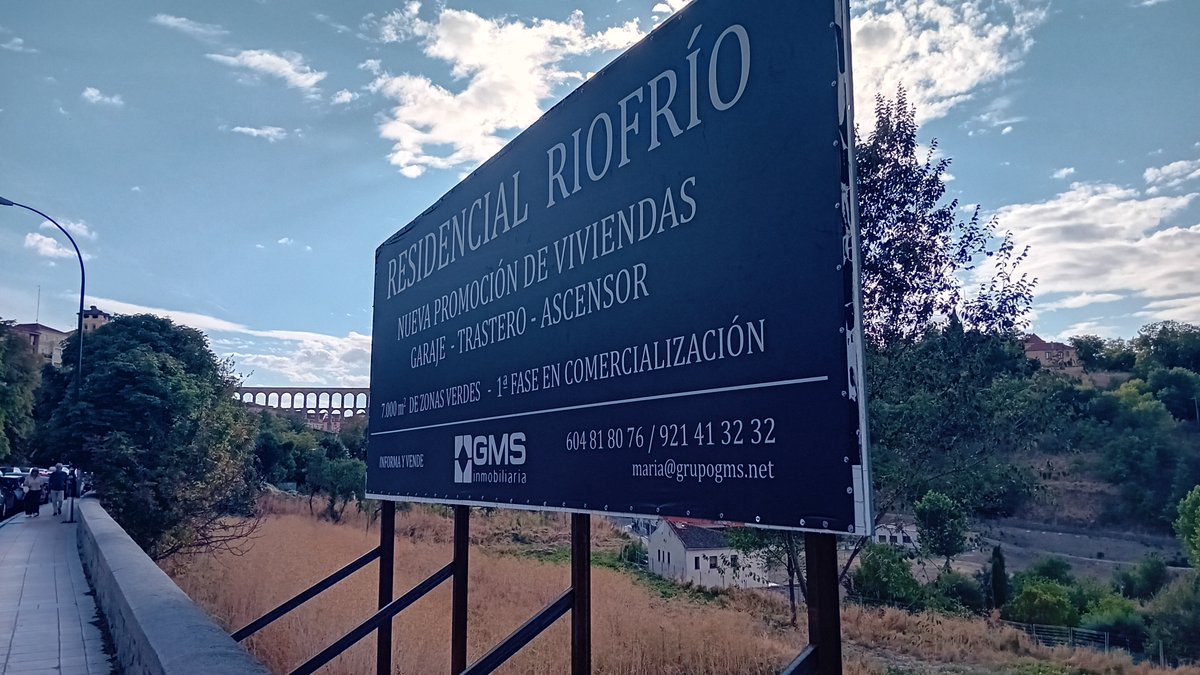 RESIDENCIAL RIOFRÍO
NUEVA PROMOCIÓN DE VIVIENDAS
GARAJE - TRASTERO - ASCENSOR
7.000 m² DE ZONAS VERDES - 1ª FASE EN COMERCIALIZACIÓN
INFORMA Y VENDE
GMS
inmobiliaria
604 81 80 76 / 921 41 32 32
maria@grupogms.net